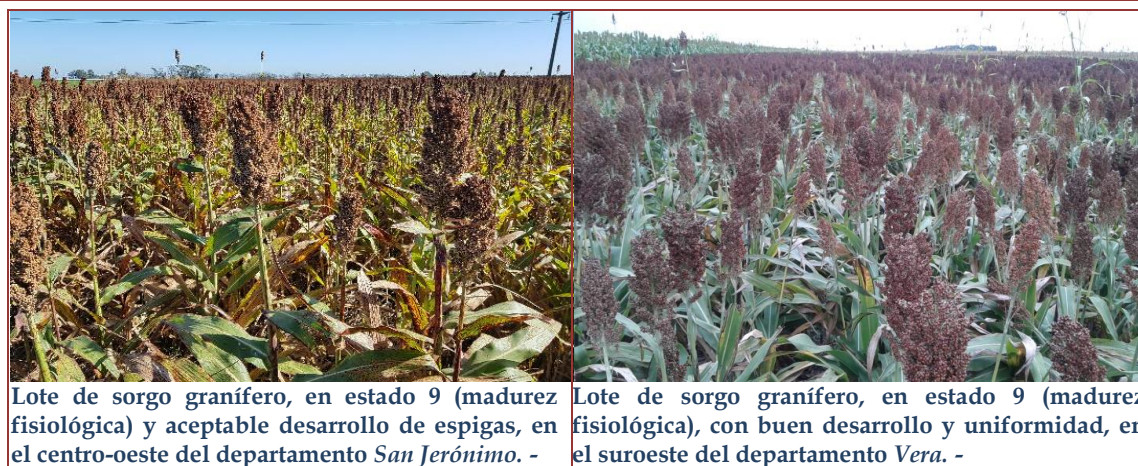 Lote de sorgo granífero, en estado 9 (madurez
fisiológica) y aceptable desarrollo de espigas, en
el centro-oeste del departamento San Jerónimo. -
Lote de sorgo granífero, en estado 9 (madurez
fisiológica), con buen desarrollo y uniformidad, en
el suroeste del departamento Vera. -